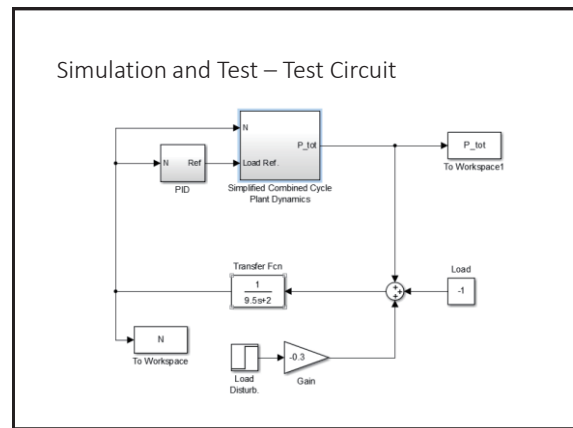 Simulation and Test – Test Circuit
N
P_tot
Load Ref.
N Ref
PID
Simplified Combined Cycle
Plant Dynamics
P_tot
To Workspace1
Transfer Fcn
1
9.5s+2
Load
-1
+
+
+
N
To Workspace
Load
Disturb.
-0.3
Gain